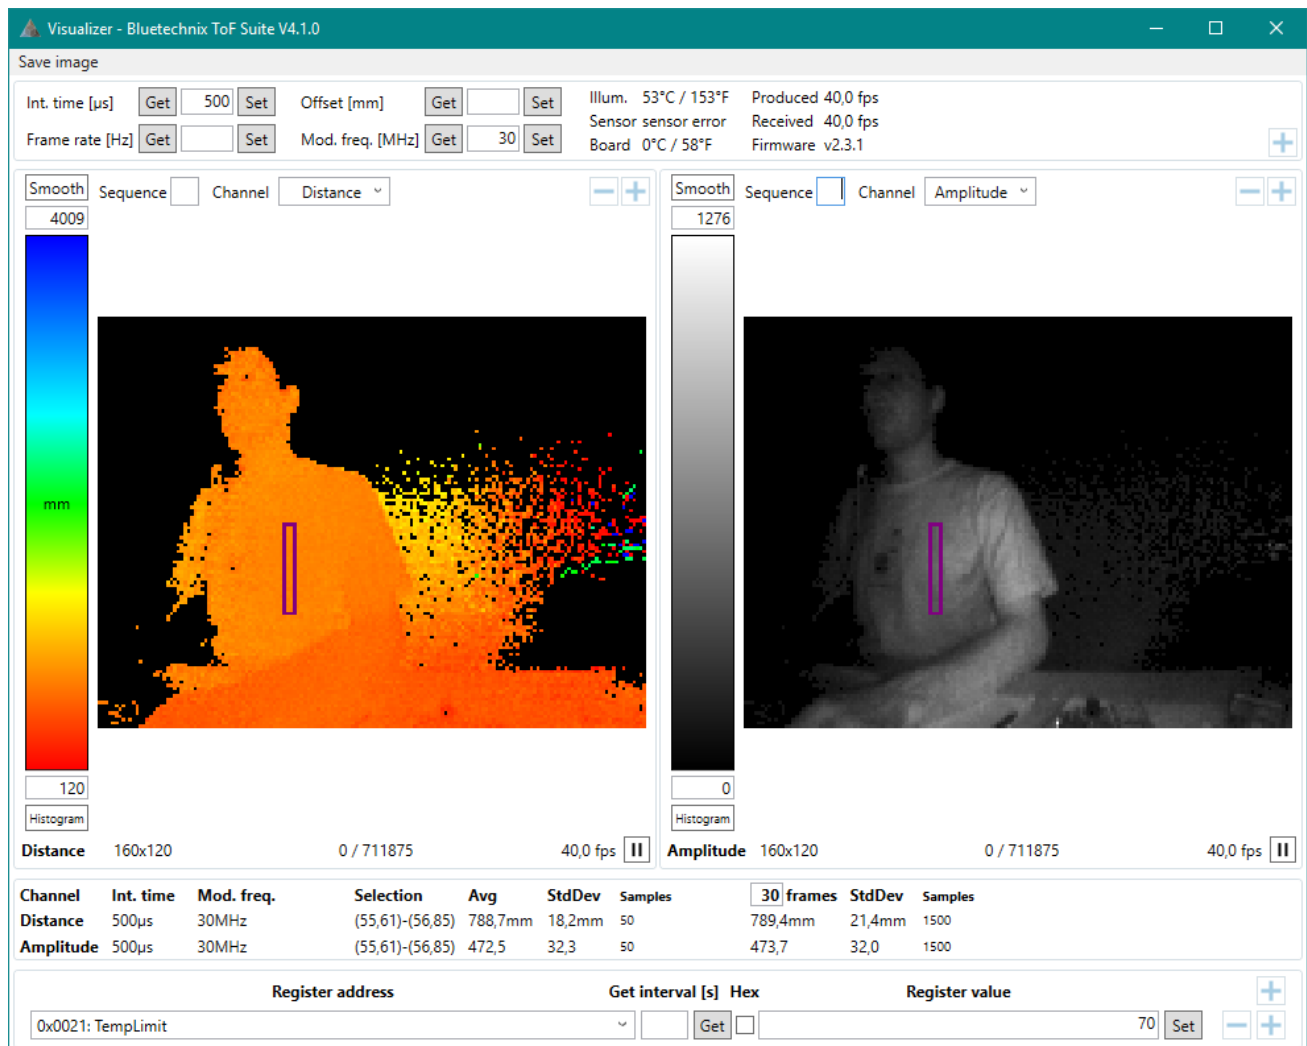 Visualizer - Bluetechnix ToF Suite V4.1.0
Save image
Int. time [µs] Get 500 Set Offset [mm] Get Set Illum. 53°C / 153°F Produced 40,0 fps
Sensor sensor error Received 40,0 fps
Frame rate [Hz] Get Set Mod. freq. [MHz] Get 30 Set Board 0°C / 58°F Firmware v2.3.1
Smooth Sequence Channel Distance
4009
mm
120
Histogram
Distance 160x120 0 / 711875 40,0 fps
Smooth Sequence Channel Amplitude
1276
0
Histogram
Amplitude 160x120 0 / 711875 40,0 fps
Channel Int. time Mod. freq. Selection Avg StdDev Samples 30 frames StdDev Samples
Distance 500µs 30MHz (55,61)-(56,85) 788,7mm 18,2mm 50 789,4mm 21,4mm 1500
Amplitude 500µs 30MHz (55,61)-(56,85) 472,5 32,3 50 473,7 32,0 1500
Register address Get interval [s] Hex Register value
0x0021: TempLimit Get 70 Set